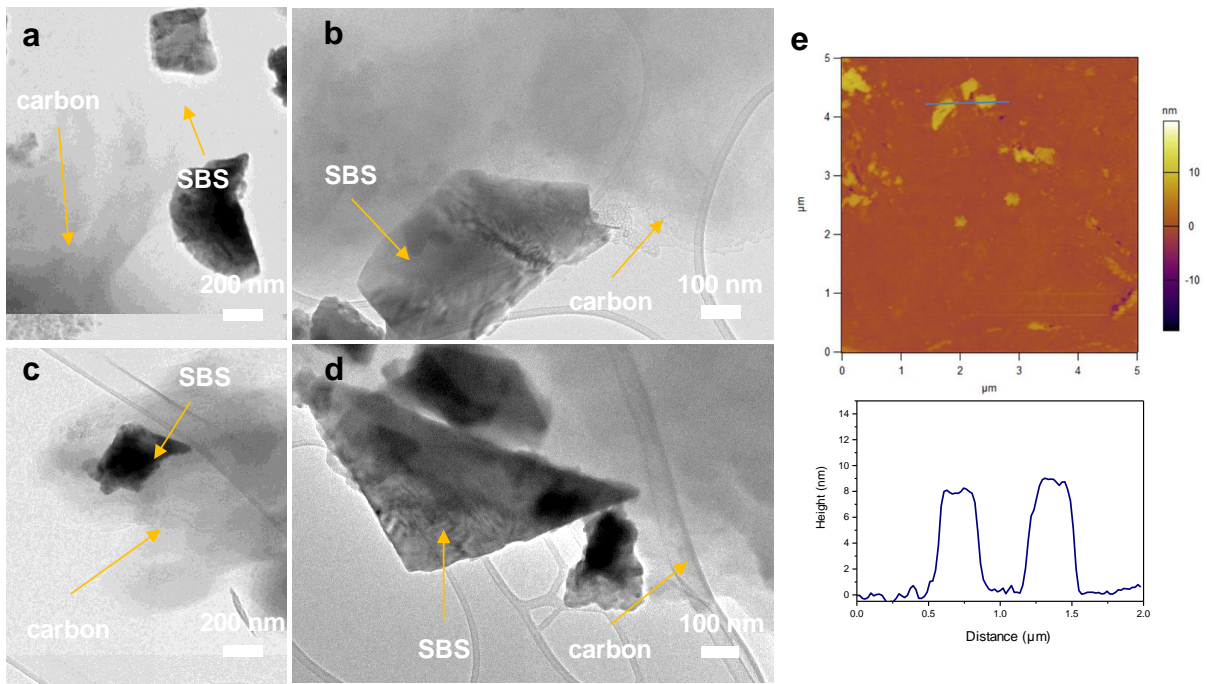 a
carbon
SBS
200 nm
b
SBS
carbon
100 nm
c
SBS
carbon
200 nm
d
SBS
carbon
100 nm
e
5
4
3
2
1
0
µm
0 1 2 3 4 5
µm
nm
10
0
-10
14
12
10
8
6
4
2
0
Height (nm)
0.0 0.5 1.0 1.5 2.0
Distance (µm)